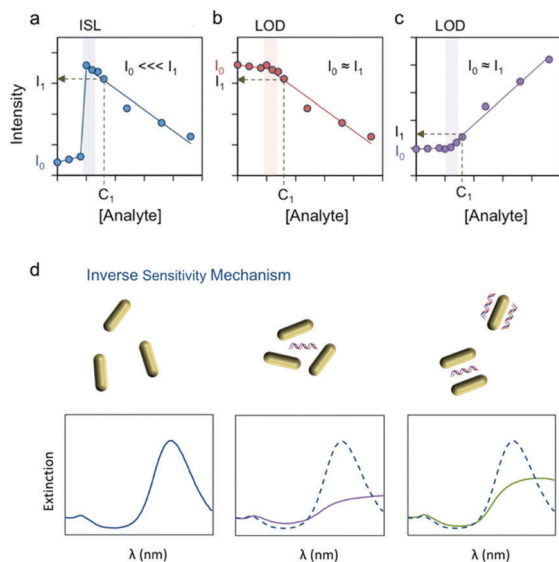 a
ISL
I₀ <<< I₁
I₁
I₀
Intensity
C₁
[Analyte]
b
LOD
I₀ ≈ I₁
I₀
I₁
C₁
[Analyte]
c
LOD
I₀ ≈ I₁
I₁
I₀
C₁
[Analyte]
d
Inverse Sensitivity Mechanism
Extinction
λ (nm)
λ (nm)
λ (nm)